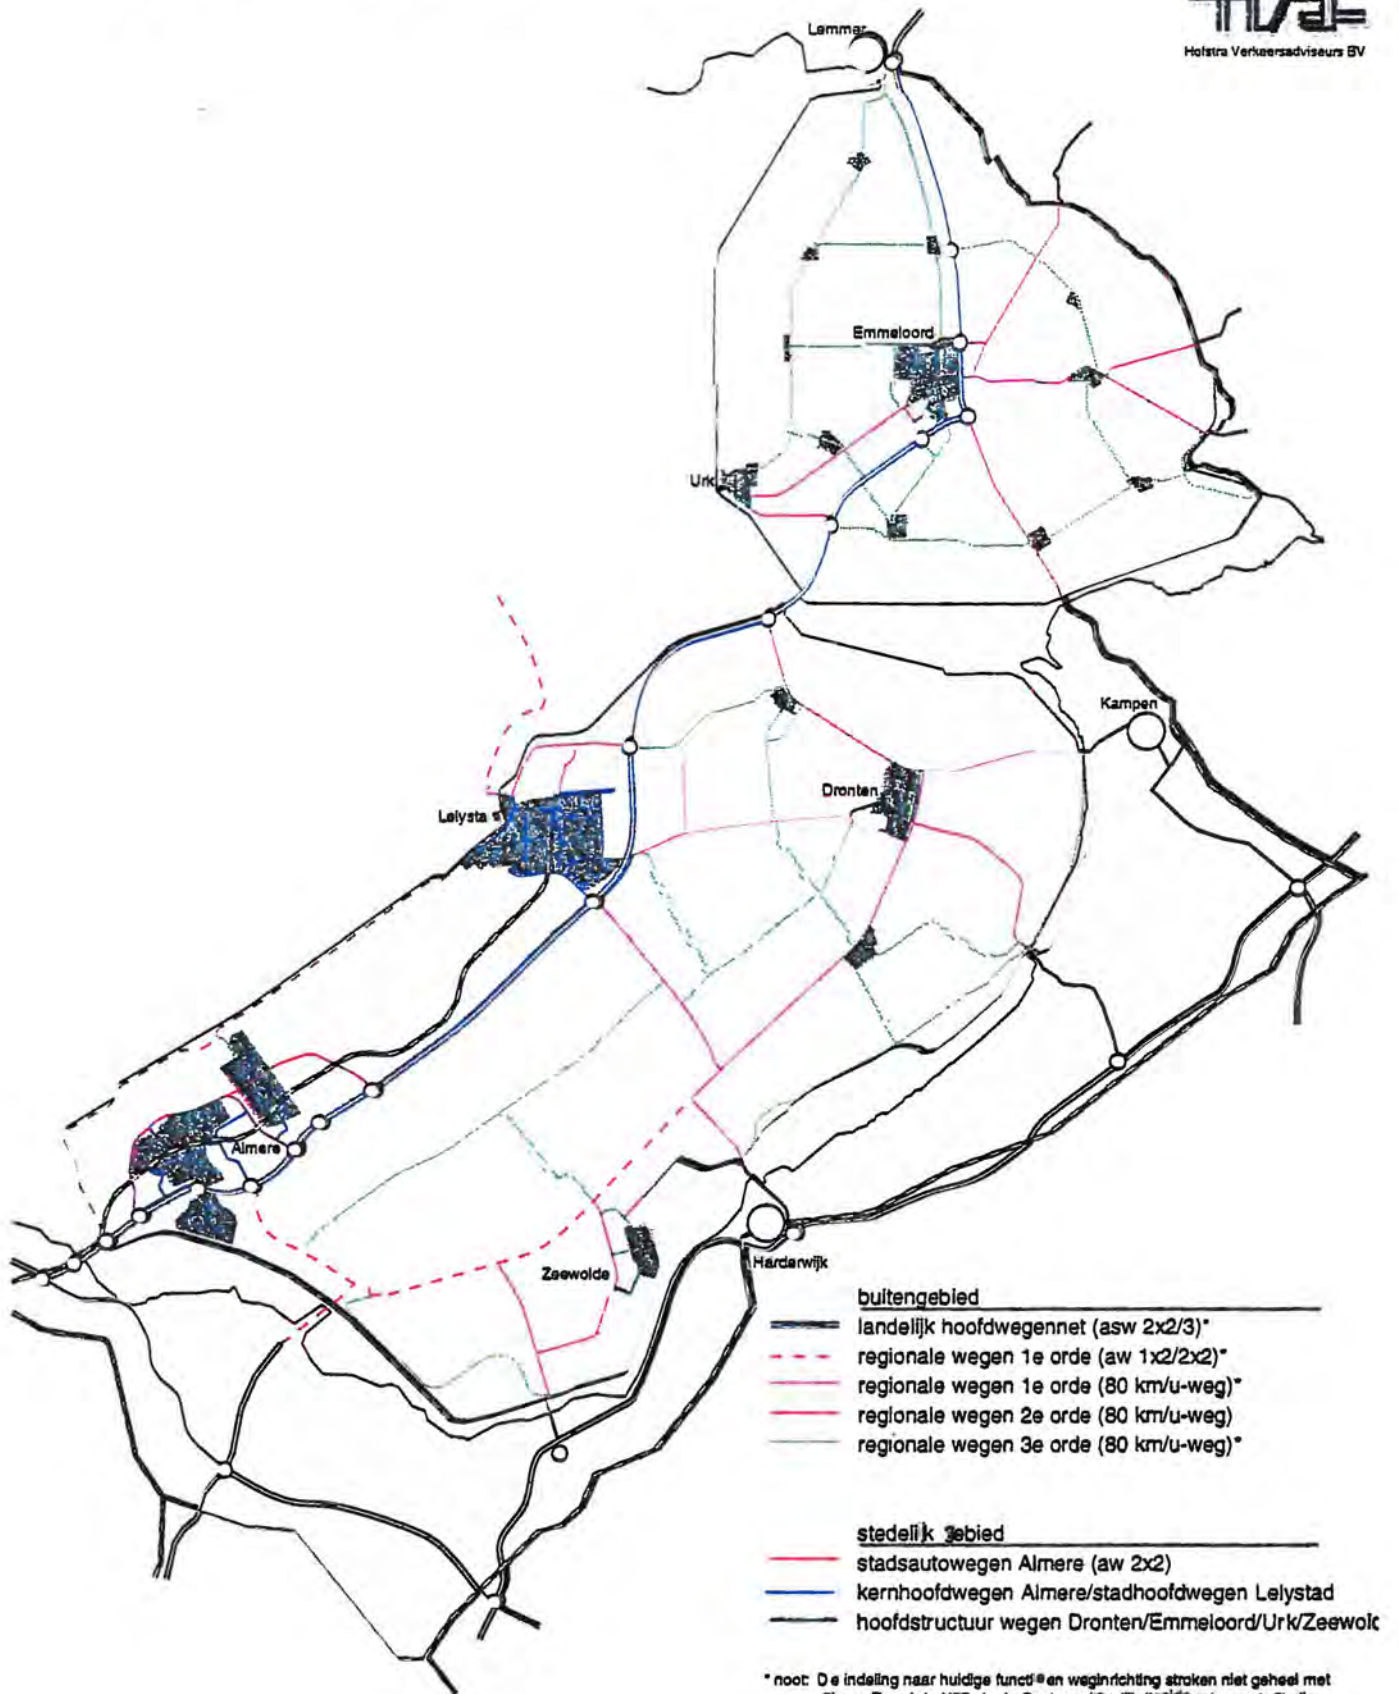 Hofstra Verkeersadviseurs BV
Lemmer
Emmeloord
Urk
Kampen
Dronten
Lelysta
Almere
Zeewolde
Harderwijk
buitengebied
landelijk hoofdwegennet (asw 2x2/3)*
regionale wegen 1e orde (aw 1x2/2x2)*
regionale wegen 1e orde (80 km/u-weg)*
regionale wegen 2e orde (80 km/u-weg)
regionale wegen 3e orde (80 km/u-weg)*
stedelijk gebied
stadsautowegen Almere (aw 2x2)
kernhoofdwegen Almere/stadhoofdwegen Lelystad
hoofdstructuur wegen Dronten/Emmeloord/Urk/Zeewolc
* noot: De indeling naar huidige functie en weginrichting stroken niet geheel met